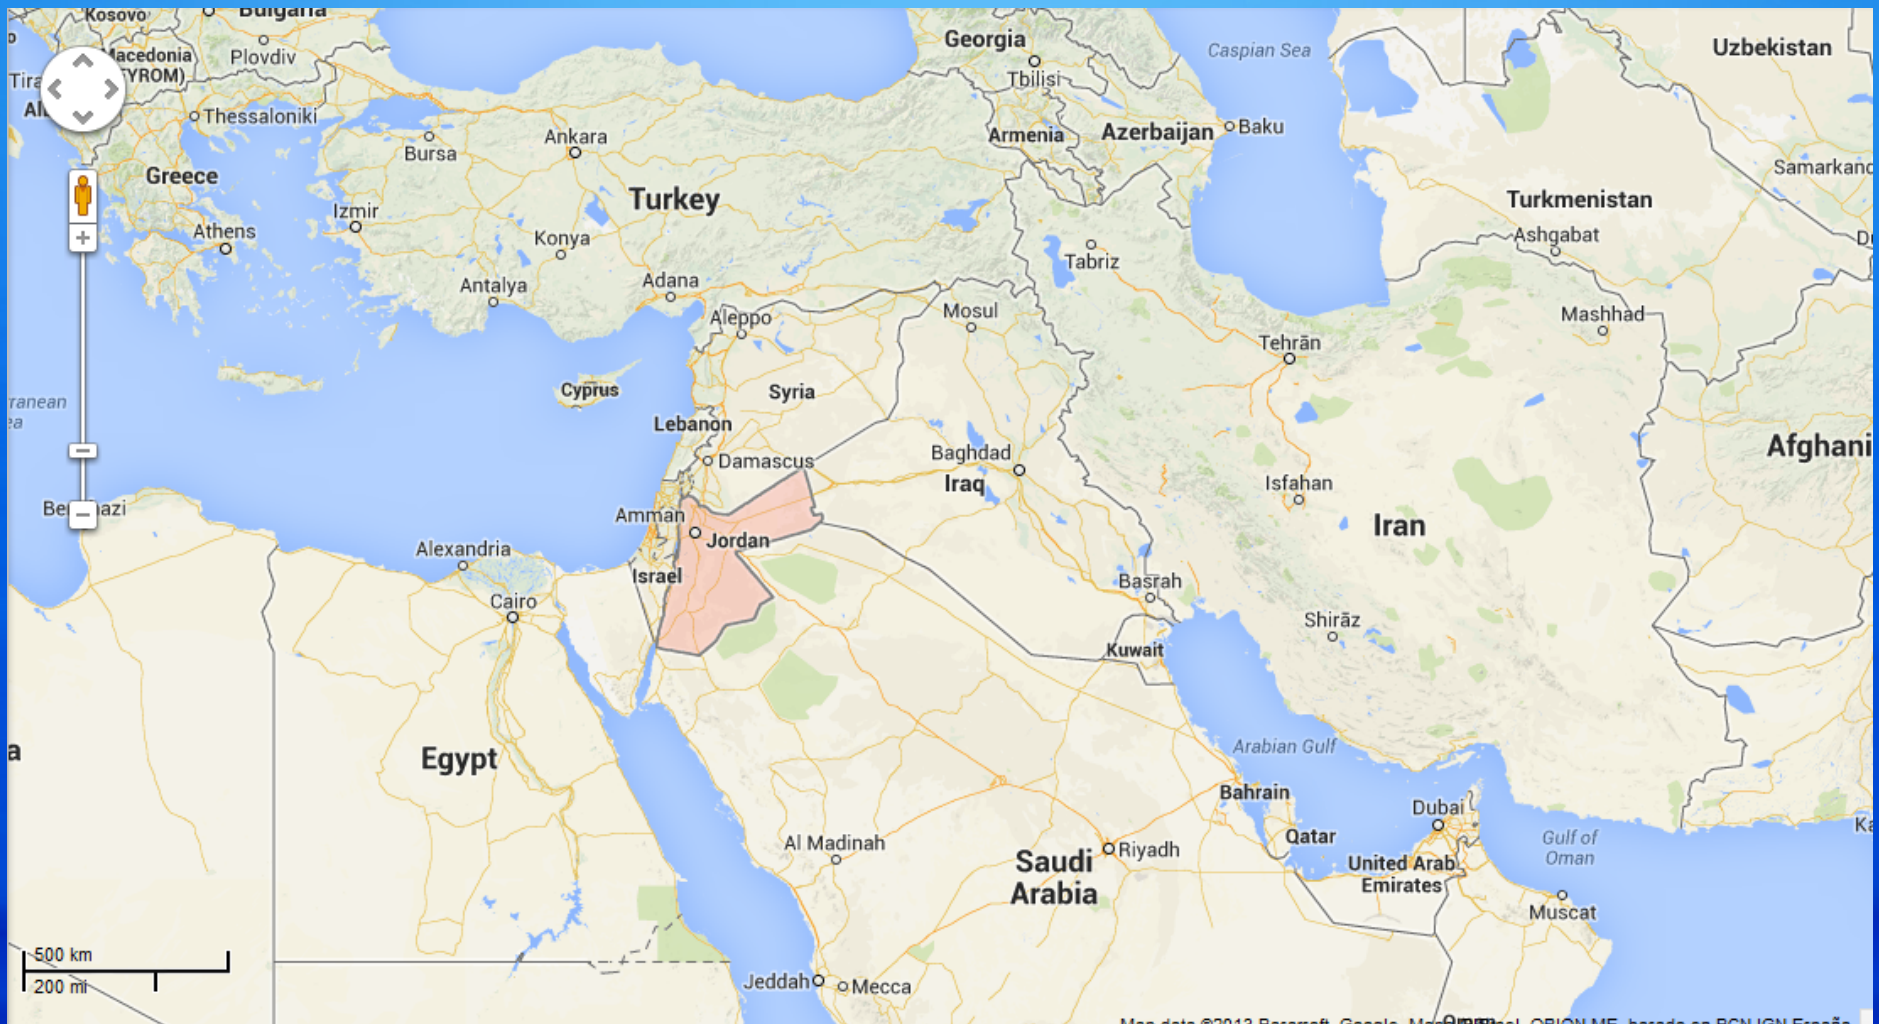 Kosovo
Bulgaria
Plovdiv
Macedonia
(FYROM)
Thessaloniki
Greece
Athens
Bursa
Izmir
Ankara
Turkey
Konya
Antalya
Adana
Georgia
Tbilisi
Armenia
Azerbaijan
Baku
Caspian Sea
Uzbekistan
Samarkand
Turkmenistan
Ashgabat
Tabriz
Mashhad
Tehrān
Aleppo
Mosul
Cyprus
Syria
Lebanon
Damascus
Baghdad
Iraq
Isfahan
Iran
Afghani
Amman
Jordan
Israel
Alexandria
Cairo
Basrah
Shirāz
Kuwait
Egypt
Arabian Gulf
Bahrain
Qatar
Dubai
United Arab
Emirates
Gulf of
Oman
Muscat
Al Madinah
Saudi
Arabia
Riyadh
Jeddah
Mecca
500 km
200 mi